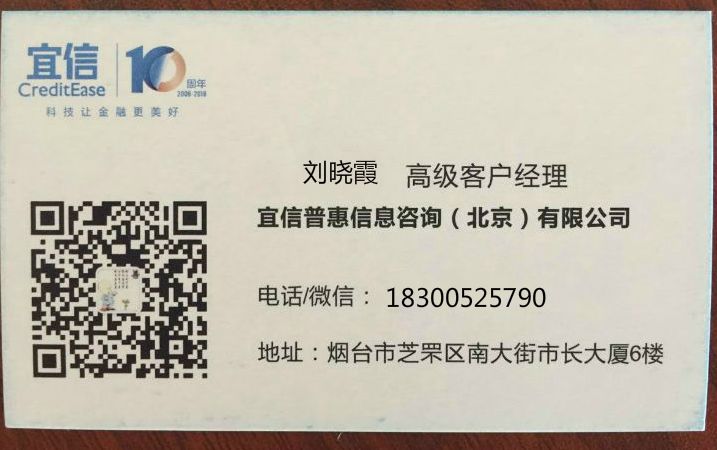 宜信
CreditEase
10
周年
2006-2016
科技让金融更美好
刘晓霞 高级客户经理
宜信普惠信息咨询（北京）有限公司
电话/微信： 18300525790
地址：烟台市芝罘区南大街市长大厦6楼